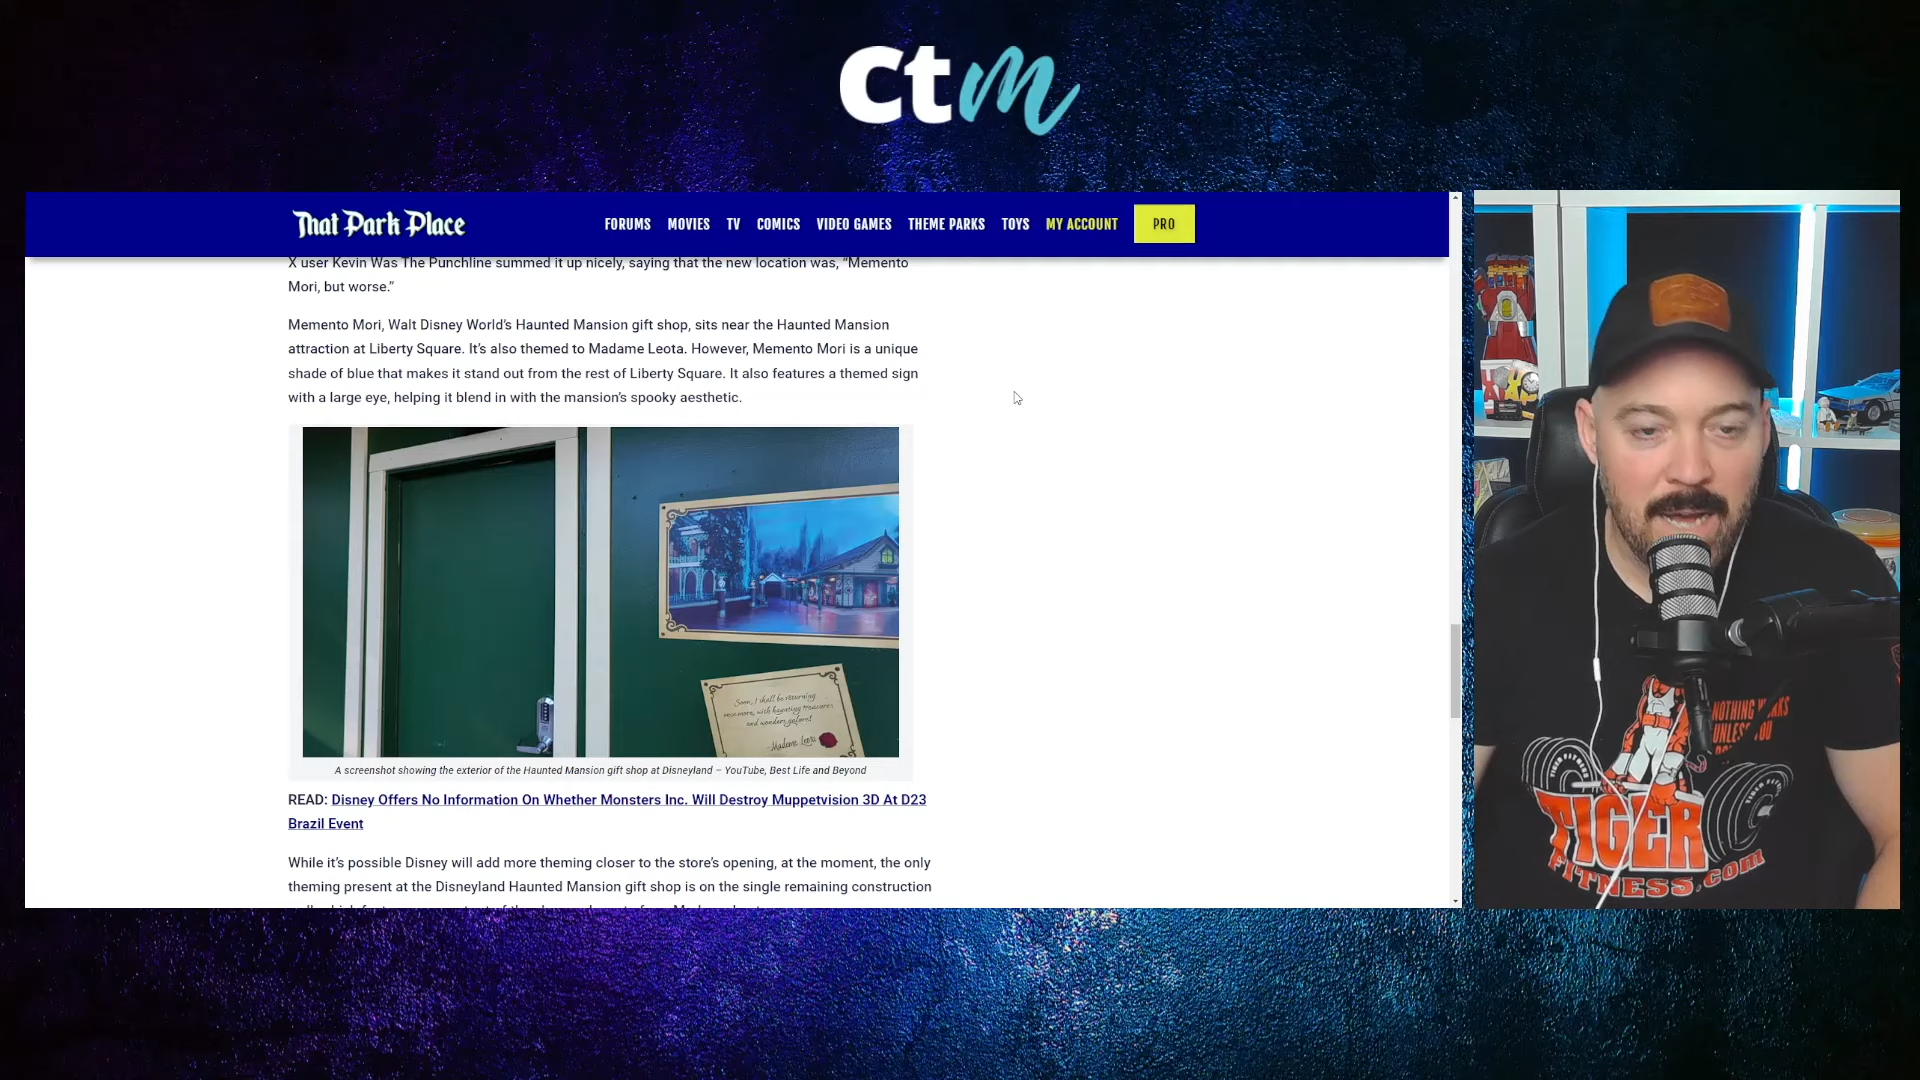 ctm
That Park Place
FORUMS MOVIES TV COMICS VIDEO GAMES THEME PARKS TOYS MY ACCOUNT PRO
X user Kevin Was The Punchline summed it up nicely, saying that the new location was, “Memento
Mori, but worse.”
Memento Mori, Walt Disney World’s Haunted Mansion gift shop, sits near the Haunted Mansion
attraction at Liberty Square. It’s also themed to Madame Leota. However, Memento Mori is a unique
shade of blue that makes it stand out from the rest of Liberty Square. It also features a themed sign
with a large eye, helping it blend in with the mansion’s spooky aesthetic.
Soon, I shall be returning
once more, with haunting treasures
and wonders galore!
-Madame Leota
A screenshot showing the exterior of the Haunted Mansion gift shop at Disneyland – YouTube, Best Life and Beyond
READ: Disney Offers No Information On Whether Monsters Inc. Will Destroy Muppetvision 3D At D23
Brazil Event
While it’s possible Disney will add more theming closer to the store’s opening, at the moment, the only
theming present at the Disneyland Haunted Mansion gift shop is on the single remaining construction
NOTHING WORKS
UNLESS YOU
TIGER
FITNESS.COM